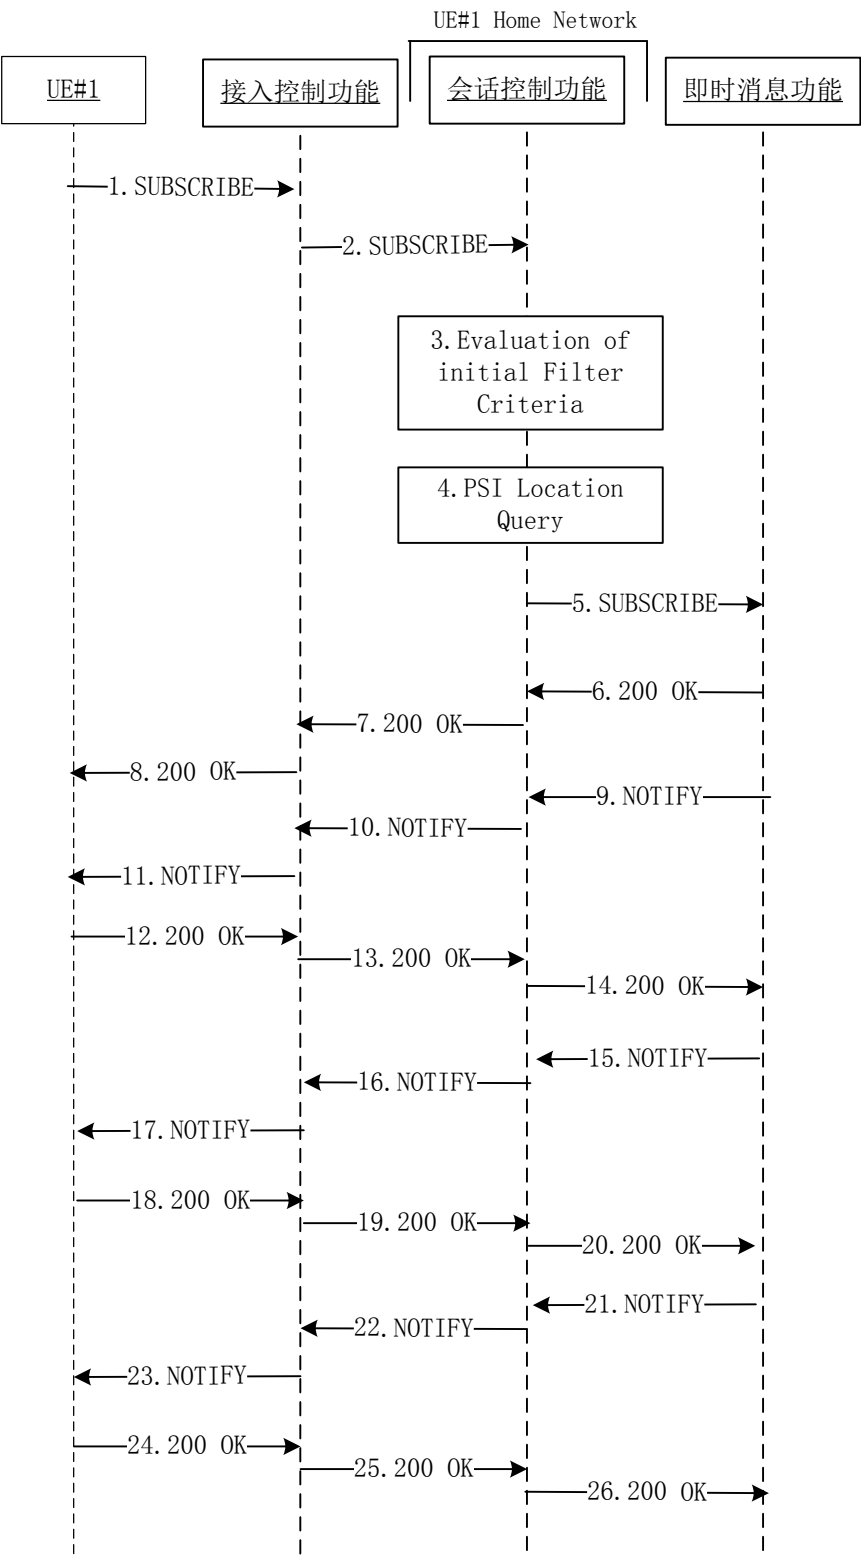 UE#1 Home Network
UE#1
接入控制功能
会话控制功能
即时消息功能
1.SUBSCRIBE
2.SUBSCRIBE
3.Evaluation of
initial Filter
Criteria
4.PSI Location
Query
5.SUBSCRIBE
6.200 OK
7.200 OK
8.200 OK
9.NOTIFY
10.NOTIFY
11.NOTIFY
12.200 OK
13.200 OK
14.200 OK
15.NOTIFY
16.NOTIFY
17.NOTIFY
18.200 OK
19.200 OK
20.200 OK
21.NOTIFY
22.NOTIFY
23.NOTIFY
24.200 OK
25.200 OK
26.200 OK